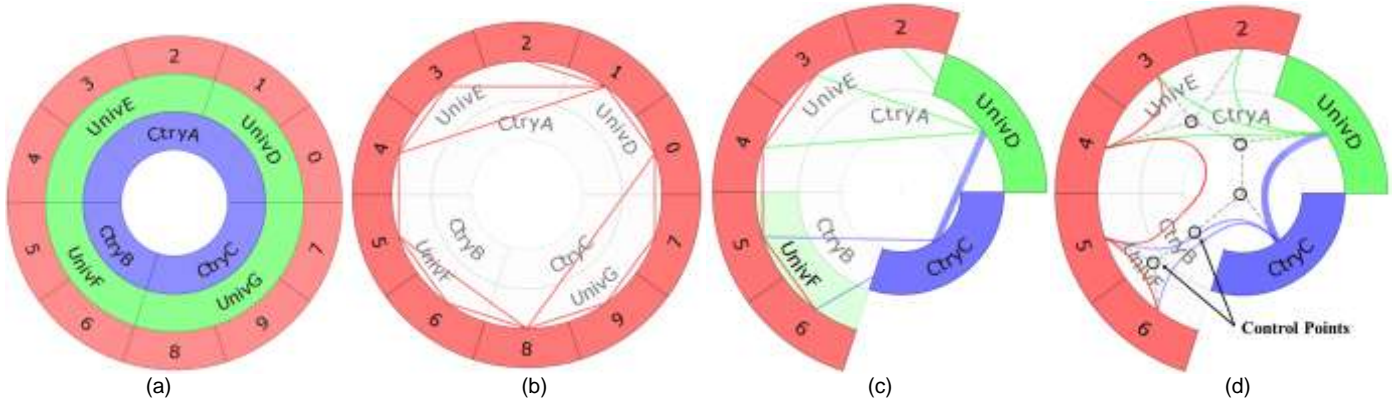 2
3
1
UnivE
UnivD
CtryA
4
0
CtryB
CtryC
5
7
UnivF
UnivG
6
9
8
(a)
2
3
1
UnivE
CtryA
UnivD
4
0
CtryB
CtryC
5
7
UnivF
UnivG
6
9
8
(b)
2
3
UnivE
CtryA
UnivD
4
5
CtryB
UnivF
CtryC
6
(c)
2
3
UnivE
CtryA
UnivD
4
5
CtryB
UnivF
CtryC
6
Control Points
(d)